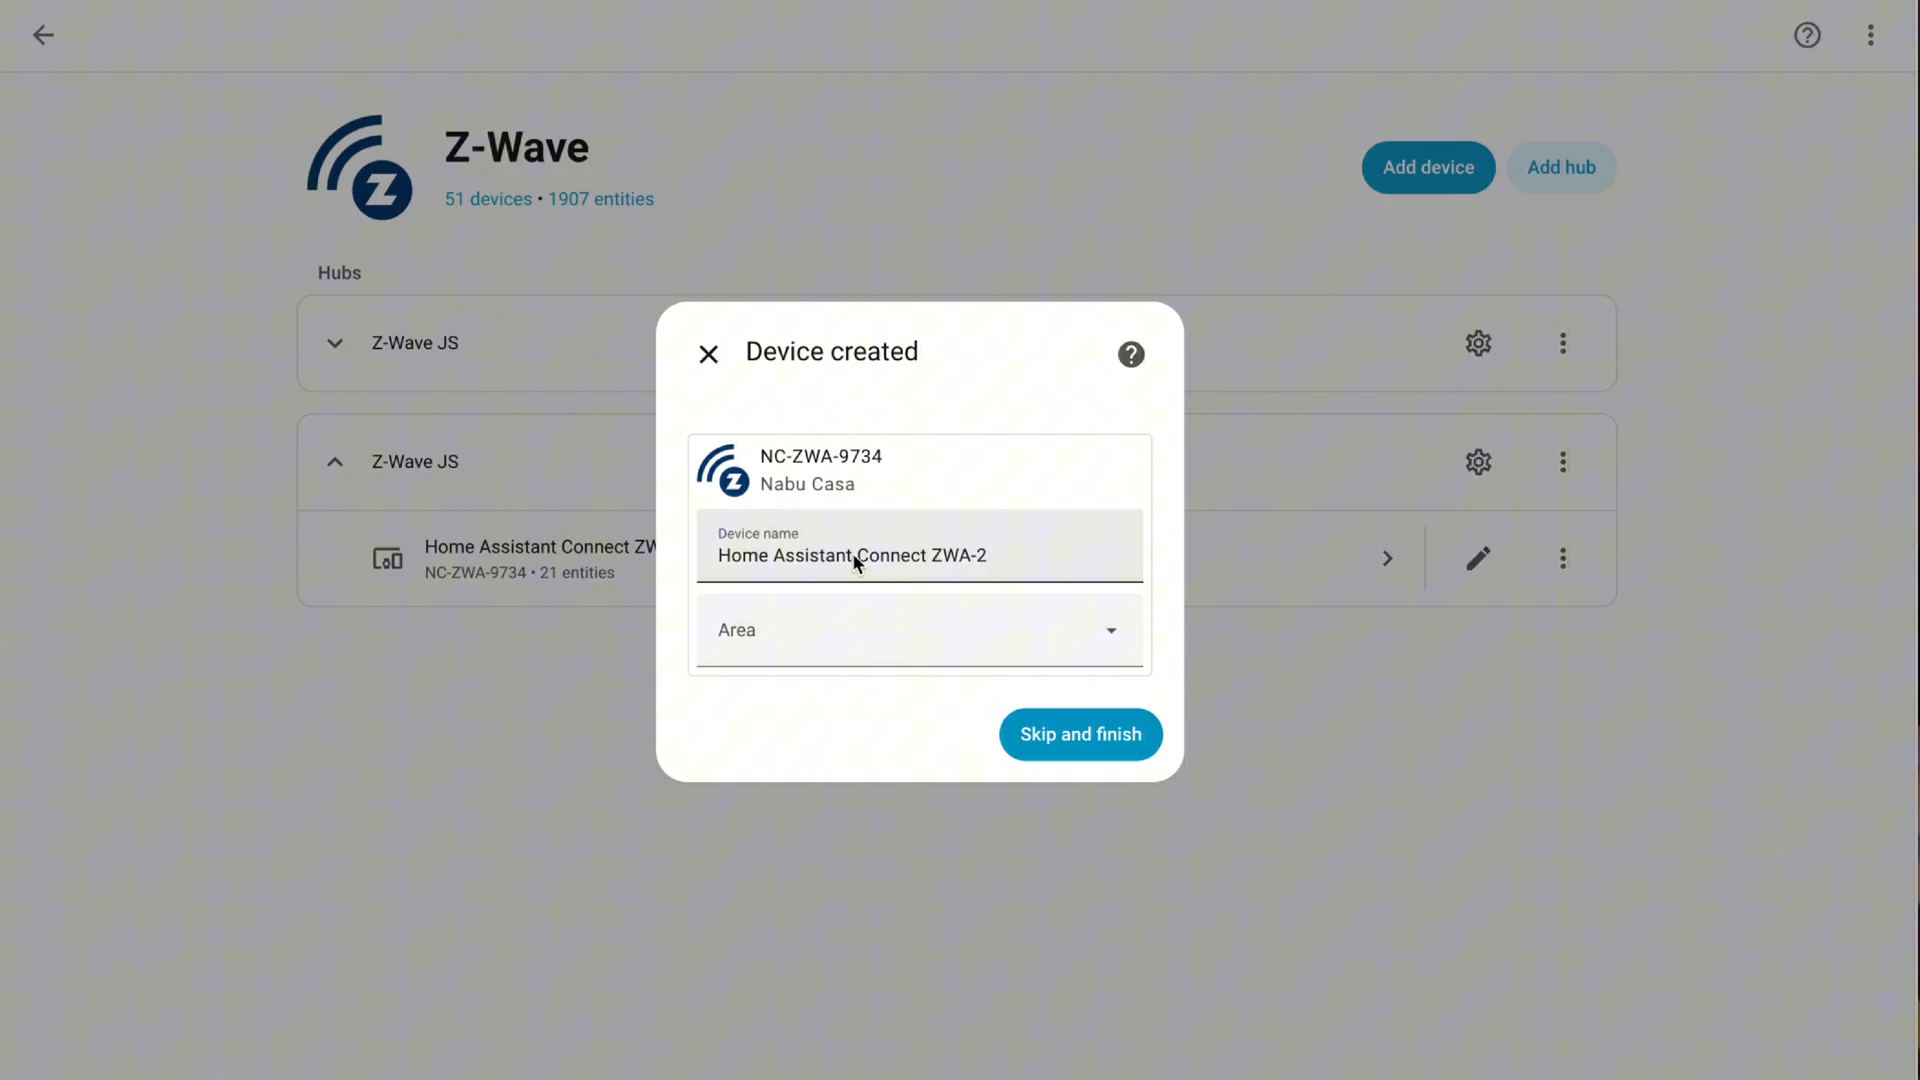 Z-Wave
51 devices • 1907 entities
Add device
Add hub
Hubs
Z-Wave JS
Device created
NC-ZWA-9734
Nabu Casa
Z-Wave JS
Device name
Home Assistant Connect ZWA-2
Home Assistant Connect ZW
NC-ZWA-9734 • 21 entities
Area
Skip and finish